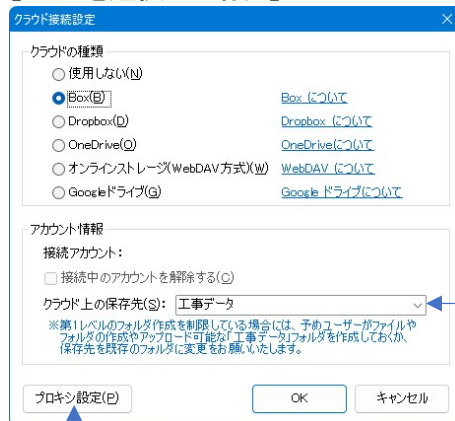 クラウド接続設定
クラウドの種類
使用しない(N)
Box(B) Box について
Dropbox(D) Dropbox について
OneDrive(O) OneDriveについて
オンラインストレージ(WebDAV方式)(W) WebDAV について
Googleドライブ(G) Google ドライブについて
アカウント情報
接続アカウント：
接続中のアカウントを解除する(C)
クラウド上の保存先(S)： 工事データ
※第1レベルのフォルダ作成を制限している場合には、予めユーザーがファイルや
フォルダの作成やアップロード可能な「工事データ」フォルダを作成しておくか、
保存先を既存のフォルダに変更をお願いいたします。
プロキシ設定(P) OK キャンセル